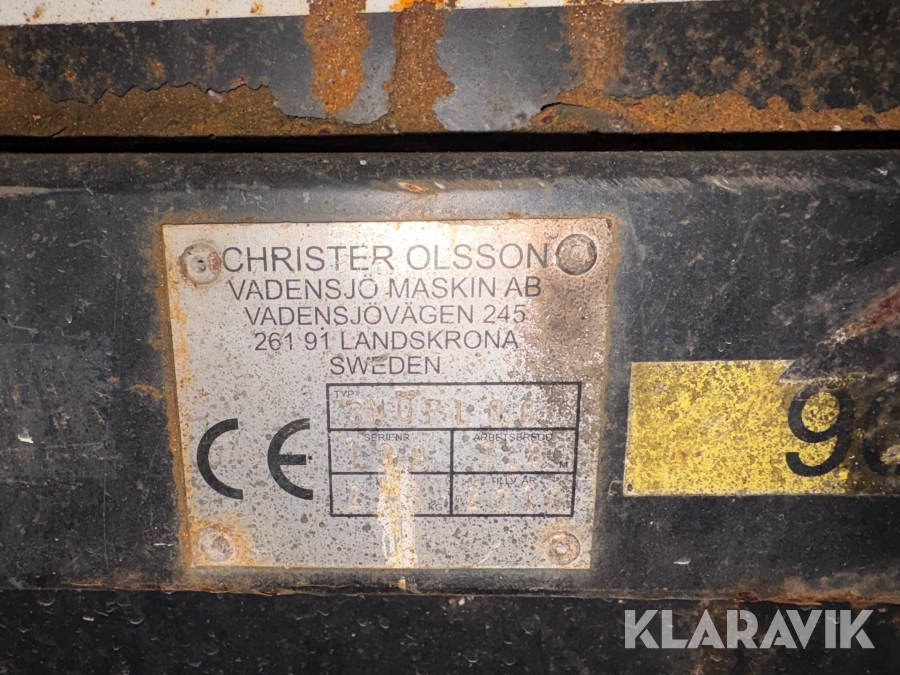 CHRISTER OLSSON
VADENSJÖ MASKIN AB
VADENSJÖVÄGEN 245
261 91 LANDSKRONA
SWEDEN
CE
TYP
SERIENR
ARBETSBREDD
M
KG
TILLV.ÅR
KLARAVIK